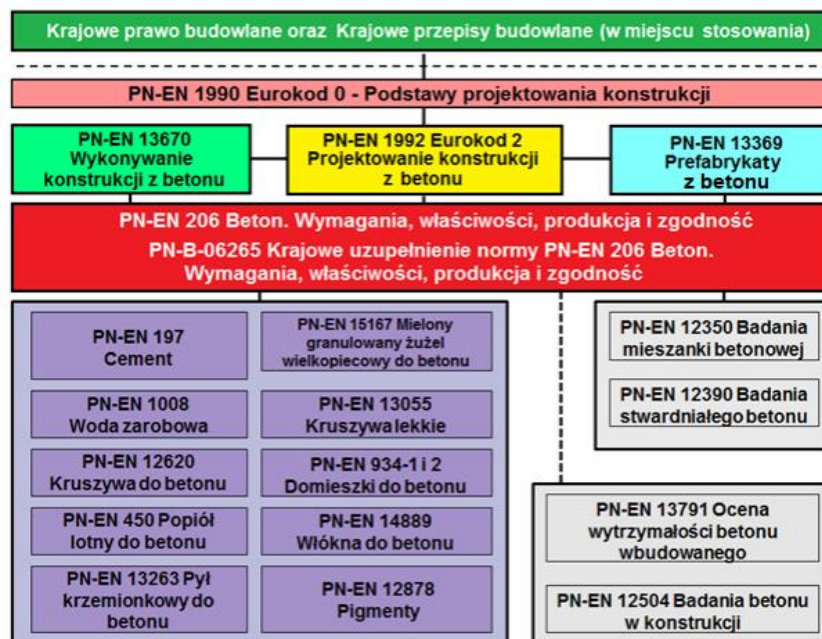 Krajowe prawo budowlane oraz Krajowe przepisy budowlane (w miejscu stosowania)
PN-EN 1990 Eurokod 0 - Podstawy projektowania konstrukcji
PN-EN 13670
Wykonywanie
konstrukcji z betonu
PN-EN 1992 Eurokod 2
Projektowanie konstrukcji
z betonu
PN-EN 13369
Prefabrykaty
z betonu
PN-EN 206 Beton. Wymagania, właściwości, produkcja i zgodność
PN-B-06265 Krajowe uzupełnienie normy PN-EN 206 Beton.
Wymagania, właściwości, produkcja i zgodność
PN-EN 197
Cement
PN-EN 15167 Mielony
granulowany żużel
wielkopiecowy do betonu
PN-EN 1008
Woda zarobowa
PN-EN 13055
Kruszywa lekkie
PN-EN 12620
Kruszywa do betonu
PN-EN 934-1 i 2
Domieszki do betonu
PN-EN 450 Popiół
lotny do betonu
PN-EN 14889
Włókna do betonu
PN-EN 13263 Pył
krzemionkowy do
betonu
PN-EN 12878
Pigmenty
PN-EN 12350 Badania
mieszanki betonowej
PN-EN 12390 Badania
stwardniałego betonu
PN-EN 13791 Ocena
wytrzymałości betonu
wbudowanego
PN-EN 12504 Badania betonu
w konstrukcji